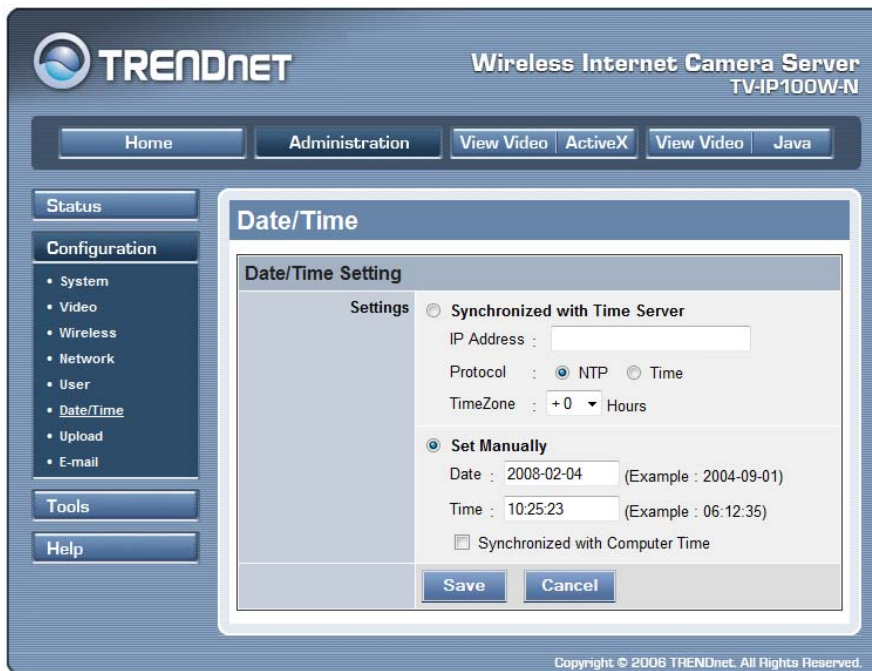 TRENDNET
Wireless Internet Camera Server
TV-IP100W-N
Home Administration View Video ActiveX View Video Java
Status
Configuration
• System
• Video
• Wireless
• Network
• User
• Date/Time
• Upload
• E-mail
Tools
Help
Date/Time
Date/Time Setting
Settings
Synchronized with Time Server
IP Address :
Protocol : NTP Time
TimeZone : + 0 Hours
Set Manually
Date : 2008-02-04 (Example : 2004-09-01)
Time : 10:25:23 (Example : 06:12:35)
Synchronized with Computer Time
Save Cancel
Copyright © 2006 TRENDnet. All Rights Reserved.